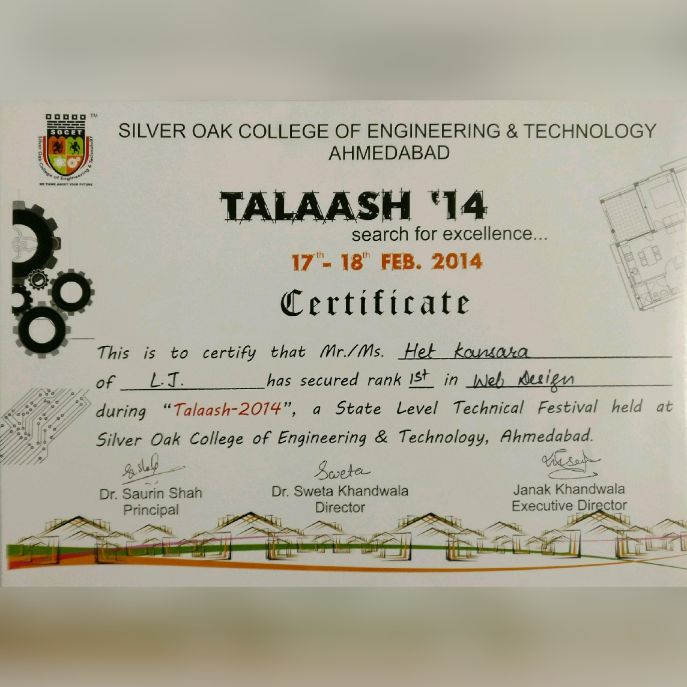 SOCET
TM
Silver Oak College of Engineering & Technology
WE THINK ABOUT YOUR FUTURE
SILVER OAK COLLEGE OF ENGINEERING & TECHNOLOGY
AHMEDABAD
TALAASH '14
search for excellence...
17th - 18th FEB. 2014
Certificate
This is to certify that Mr./Ms. Het Kansara
of L.J. has secured rank 1st in Web Design
during “Talaash-2014”, a State Level Technical Festival held at
Silver Oak College of Engineering & Technology, Ahmedabad.
Sweta
Dr. Saurin Shah
Principal
Dr. Sweta Khandwala
Director
Janak Khandwala
Executive Director